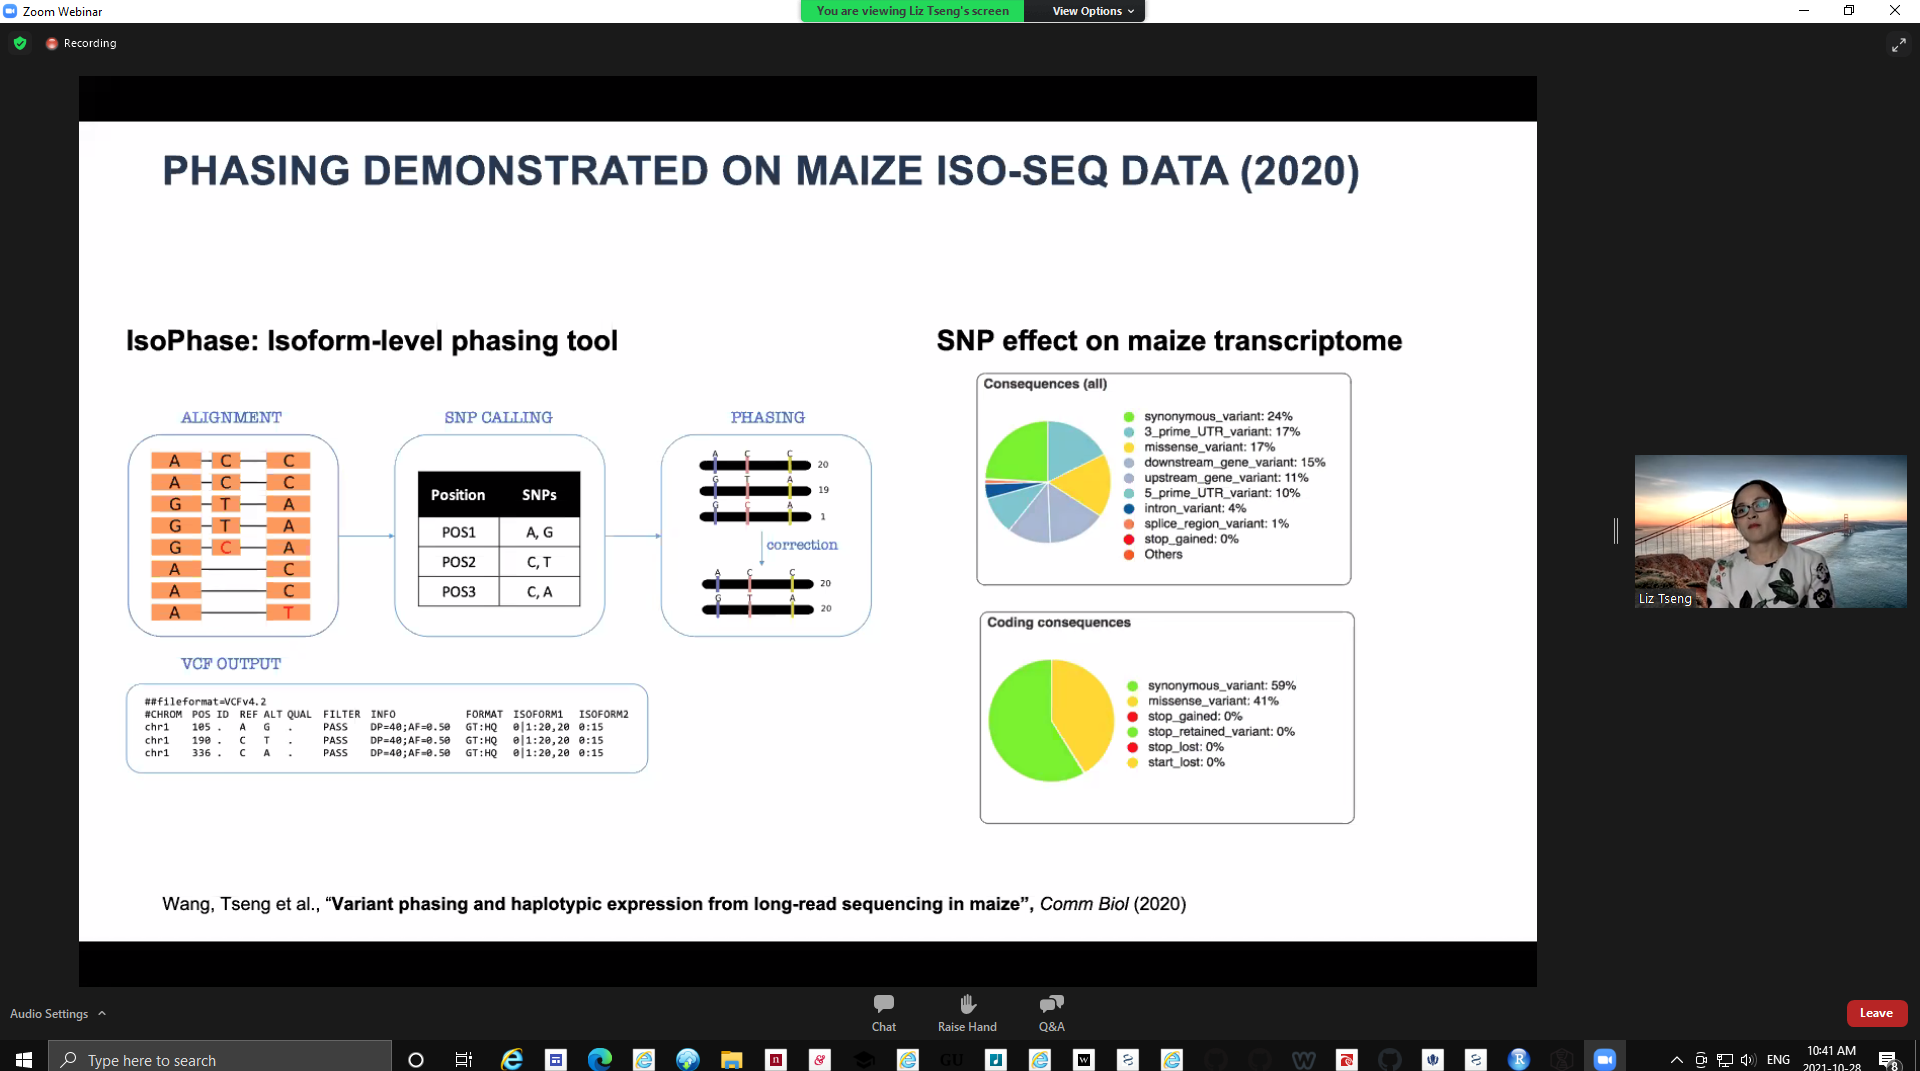 Zoom Webinar
You are viewing Liz Tseng's screen
View Options
Recording
PHASING DEMONSTRATED ON MAIZE ISO-SEQ DATA (2020)
IsoPhase: Isoform-level phasing tool
ALIGNMENT
A C C
A C C
G T A
G T A
G C A
A C
A C
A T
SNP CALLING
Position SNPs
POS1 A, G
POS2 C, T
POS3 C, A
PHASING
A C C
20
G T A
19
G C A
1
correction
A C C
20
G T A
20
VCF OUTPUT
##fileformat=VCFv4.2
#CHROM POS ID REF ALT QUAL FILTER INFO FORMAT ISOFORM1 ISOFORM2
chr1 105 . A G . PASS DP=40;AF=0.50 GT:HQ 0|1:20,20 0:15
chr1 190 . C T . PASS DP=40;AF=0.50 GT:HQ 0|1:20,20 0:15
chr1 336 . C A . PASS DP=40;AF=0.50 GT:HQ 0|1:20,20 0:15
SNP effect on maize transcriptome
Consequences (all)
synonymous_variant: 24%
3_prime_UTR_variant: 17%
missense_variant: 17%
downstream_gene_variant: 15%
upstream_gene_variant: 11%
5_prime_UTR_variant: 10%
intron_variant: 4%
splice_region_variant: 1%
stop_gained: 0%
Others
Coding consequences
synonymous_variant: 59%
missense_variant: 41%
stop_gained: 0%
stop_retained_variant: 0%
stop_lost: 0%
start_lost: 0%
Wang, Tseng et al., “Variant phasing and haplotypic expression from long-read sequencing in maize”, Comm Biol (2020)
Liz Tseng
Audio Settings
Chat
Raise Hand
Q&A
Leave
Type here to search
ENG
10:41 AM
2021-10-28
8